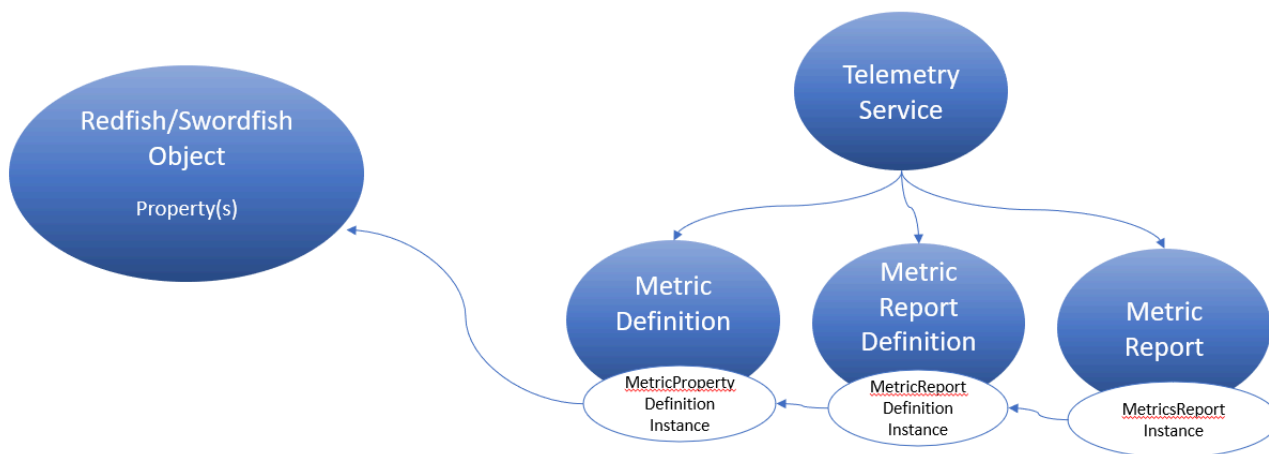 Redfish/Swordfish
Object
Property(s)
Telemetry
Service
Metric
Definition
MetricProperty
Definition
Instance
Metric
Report
Definition
MetricReport
Definition
Instance
Metric
Report
MetricsReport
Instance